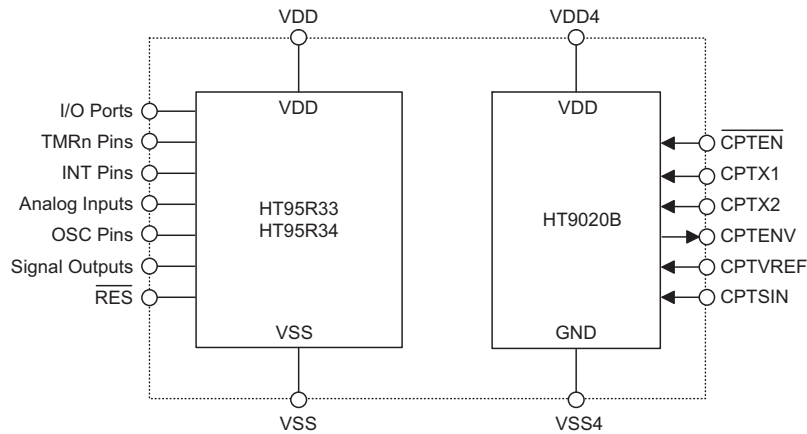 VDD
VDD4
VDD
VDD
I/O Ports
TMRn Pins
INT Pins
Analog Inputs
OSC Pins
Signal Outputs
RES
HT95R33
HT95R34
HT9020B
CPTEN
CPTX1
CPTX2
CPTENV
CPTVREF
CPTSIN
VSS
GND
VSS
VSS4